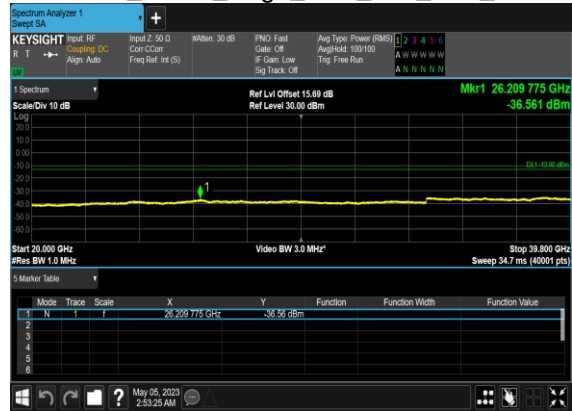 Spectrum Analyzer 1
Swept SA
+
KEYSIGHT Input: RF Input Z: 50 Ω #Atten: 30 dB PNO: Fast Avg Type: Power (RMS) 1 2 3 4 5 6
R T Coupling: DC Corr CCorr Gate: Off Avg|Hold: 100/100 A W W W W W
Align: Auto Freq Ref: Int (S) IF Gain: Low Trig: Free Run A N N N N N
Sig Track: Off
1 Spectrum Ref Lvl Offset 15.69 dB Mkr1 26.209 775 GHz
Scale/Div 10 dB Ref Level 30.00 dBm -36.561 dBm
Log
20.0
10.0
0.00
-10.0
DL1 -13.00 dBm
-20.0
-30.0
1
-40.0
-50.0
-60.0
Start 20.000 GHz Video BW 3.0 MHz* Stop 39.800 GHz
#Res BW 1.0 MHz Sweep 34.7 ms (40001 pts)
5 Marker Table
Mode Trace Scale X Y Function Function Width Function Value
1 N 1 f 26.209 775 GHz -36.56 dBm
2
3
4
5
6
? May 05, 2023
2:53:25 AM